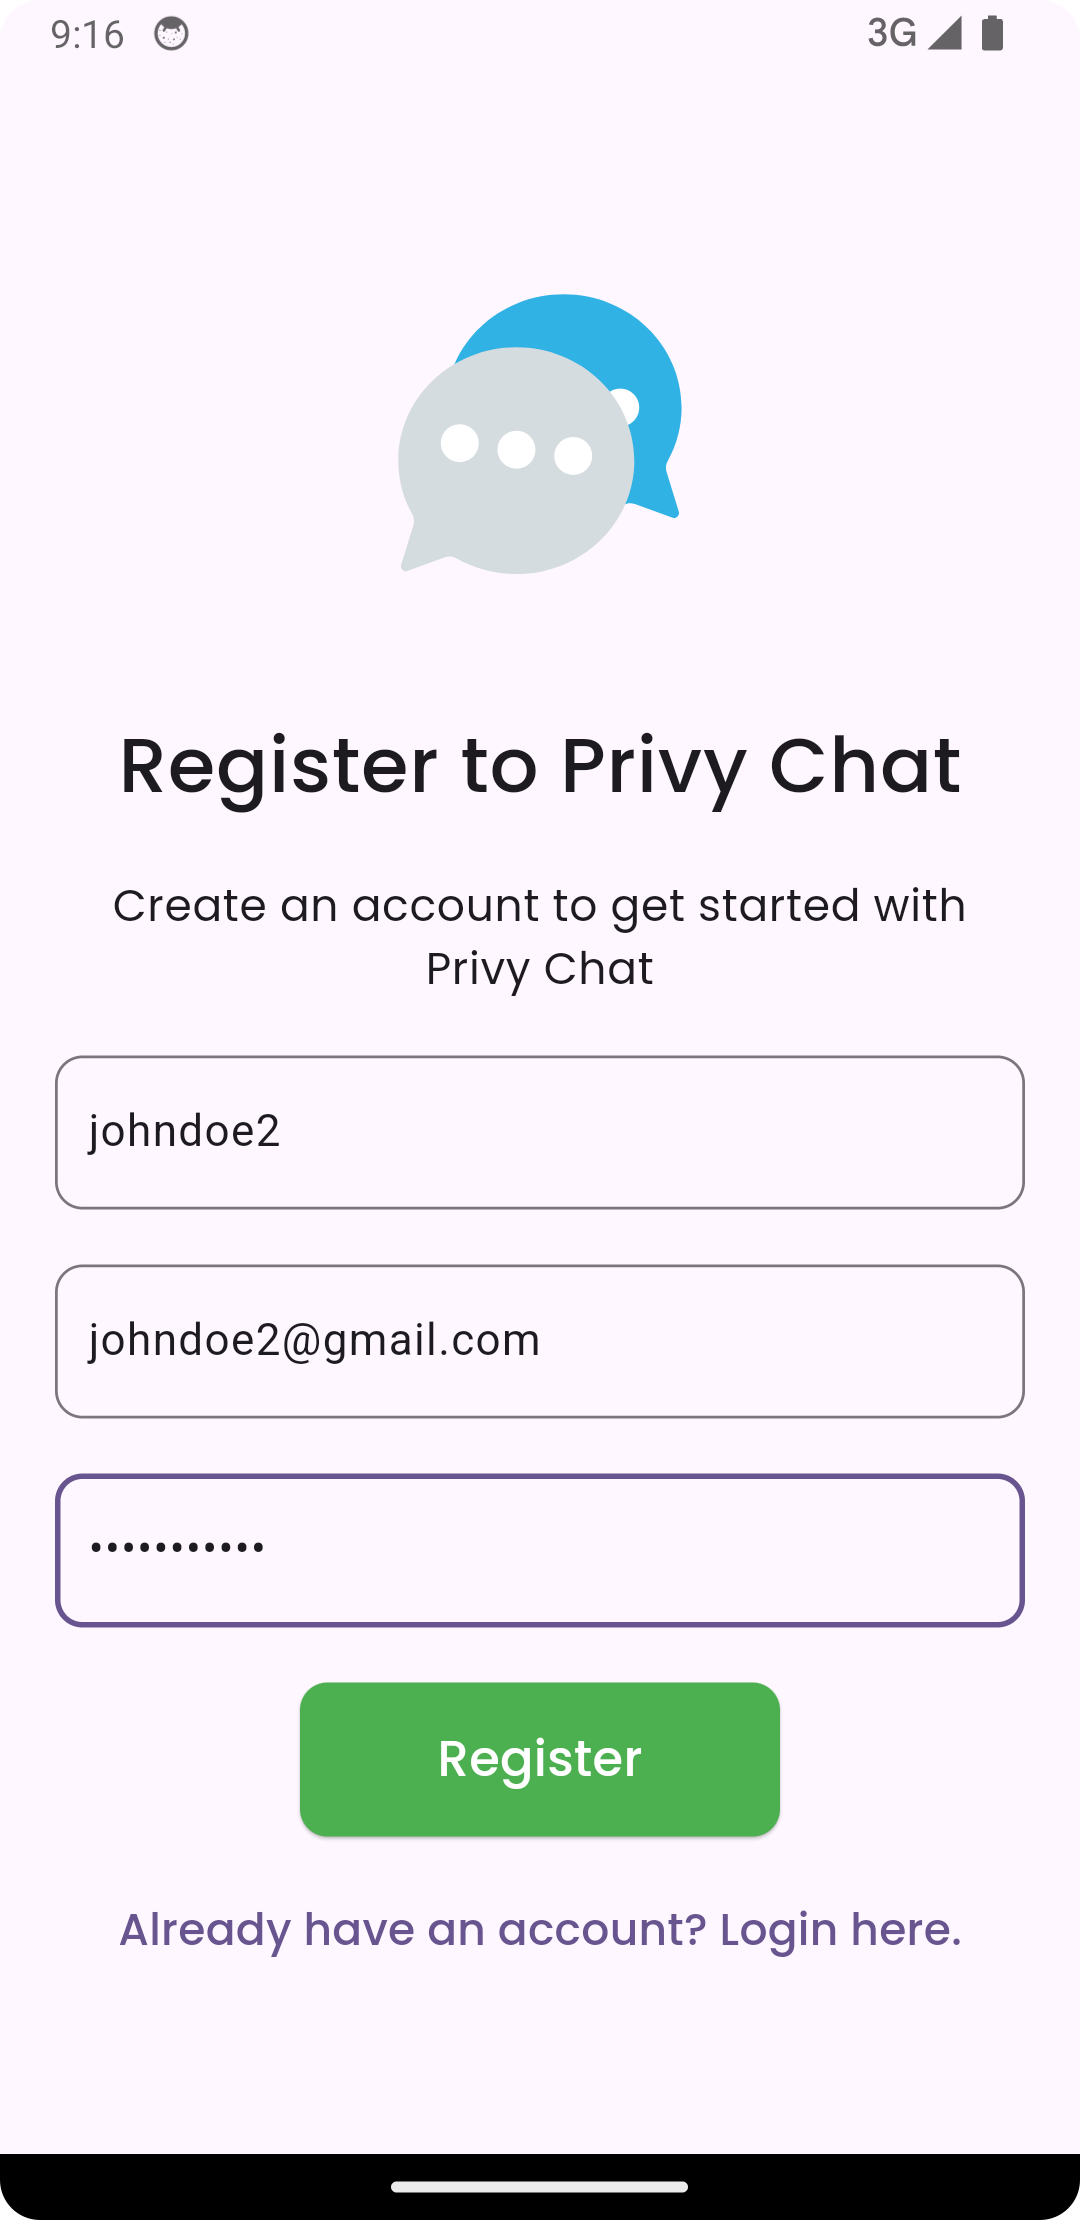 9:16
3G
Register to Privy Chat
Create an account to get started with
Privy Chat
johndoe2
johndoe2@gmail.com
•••••••••••
Register
Already have an account? Login here.